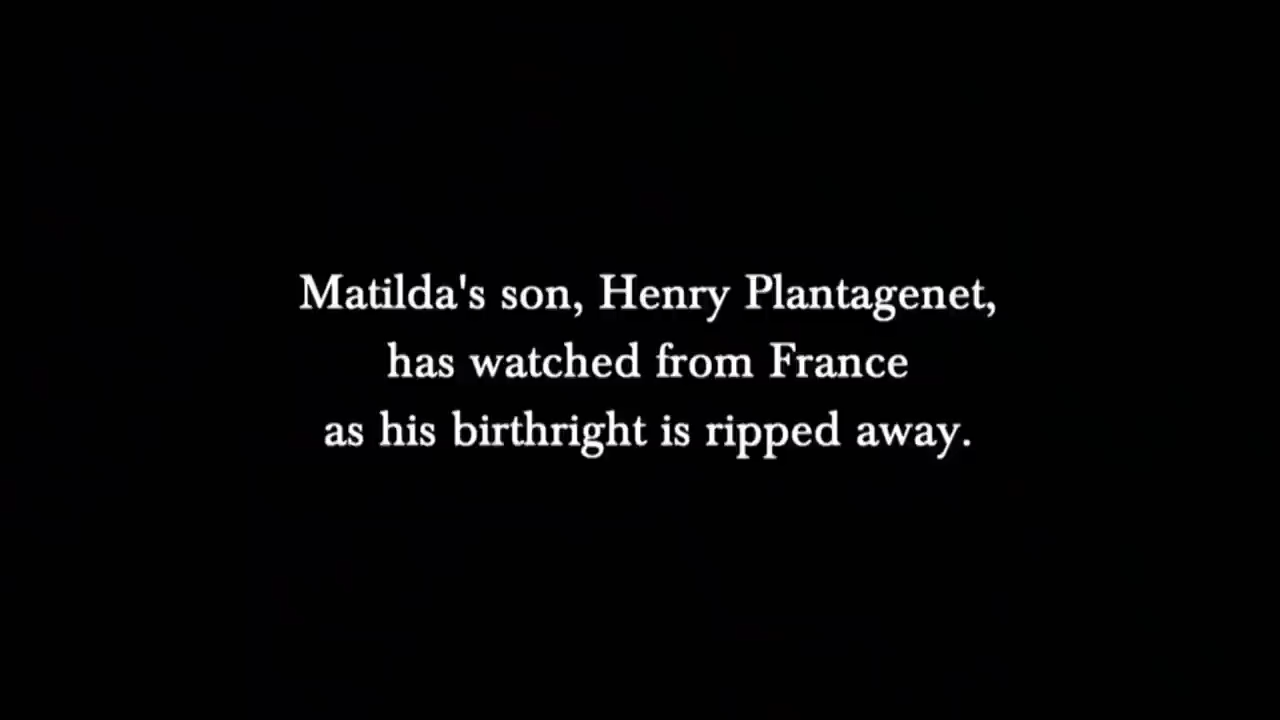 Matilda's son, Henry Plantagenet,
has watched from France
as his birthright is ripped away.